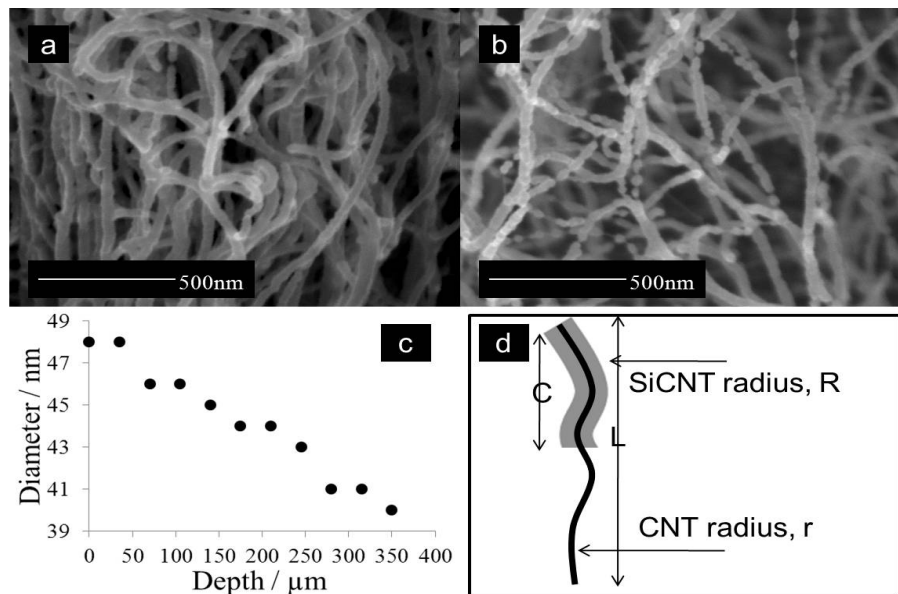 a
500nm
b
500nm
c
49
47
45
43
41
39
Diameter / nm
0 50 100 150 200 250 300 350 400
Depth / µm
d
C
L
SiCNT radius, R
CNT radius, r